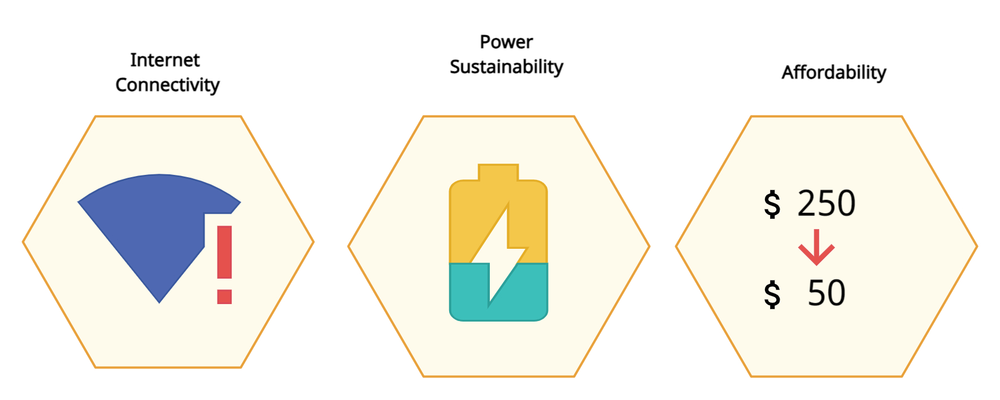 Internet
Connectivity
Power
Sustainability
Affordability
$ 250
$ 50